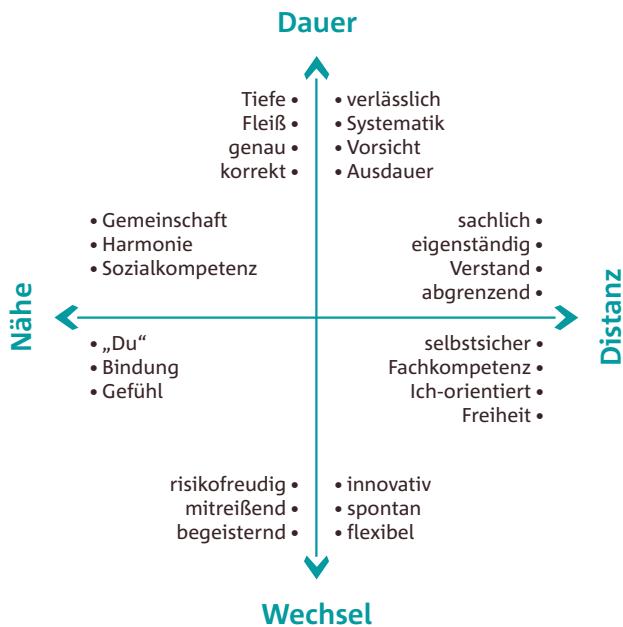 Dauer
Tiefe •
Fleiß •
genau •
korrekt •
• verlässlich
• Systematik
• Vorsicht
• Ausdauer
• Gemeinschaft
• Harmonie
• Sozialkompetenz
sachlich •
eigenständig •
Verstand •
abgrenzend •
Nähe
Distanz
• „Du“
• Bindung
• Gefühl
selbstsicher •
Fachkompetenz •
Ich-orientiert •
Freiheit •
risikofreudig •
mitreißend •
begeisternd •
• innovativ
• spontan
• flexibel
Wechsel